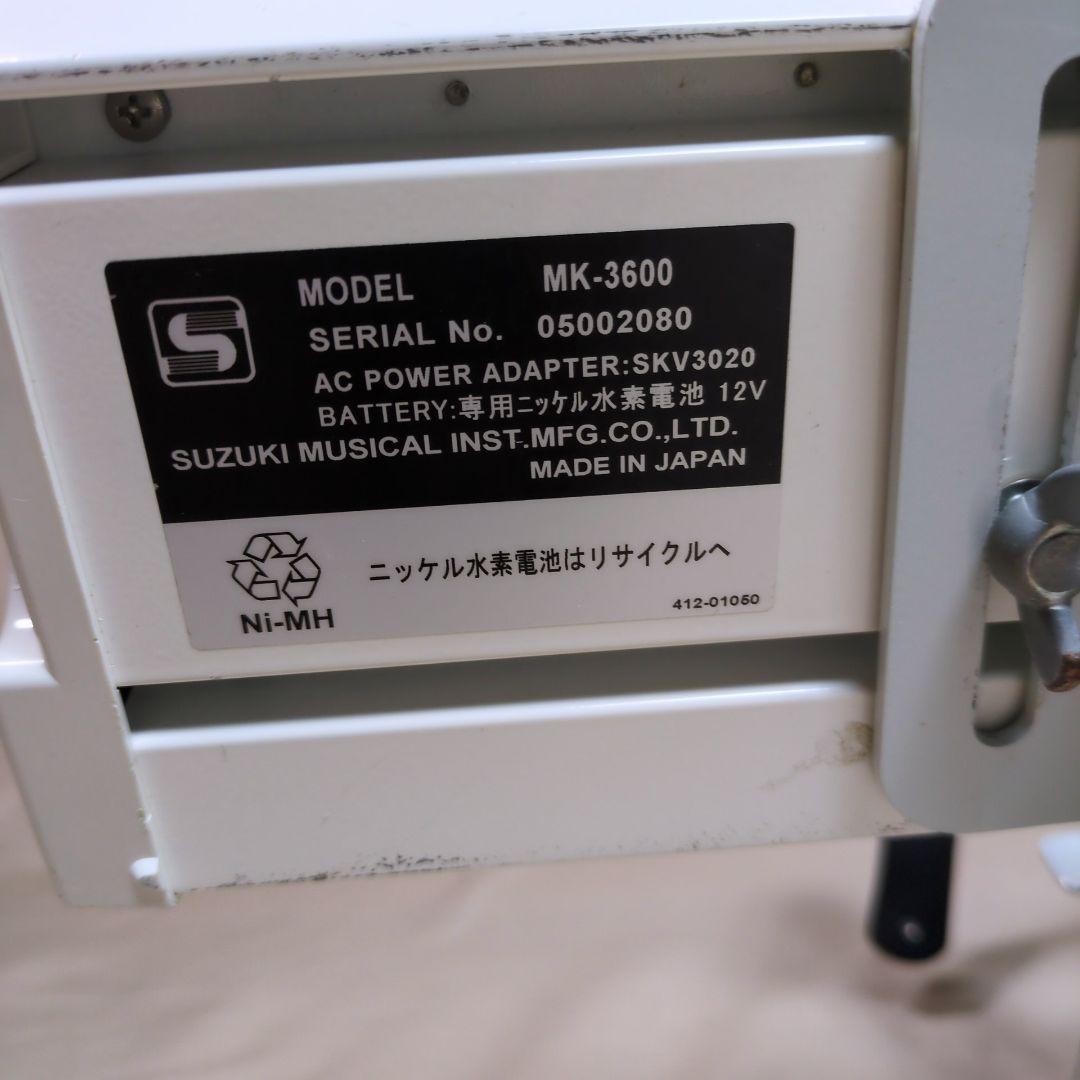 MODEL MK-3600
SERIAL No. 05002080
AC POWER ADAPTER:SKV3020
BATTERY:専用ニッケル水素電池 12V
SUZUKI MUSICAL INST.MFG.CO.,LTD.
MADE IN JAPAN
ニッケル水素電池はリサイクルへ
Ni-MH
412-01050